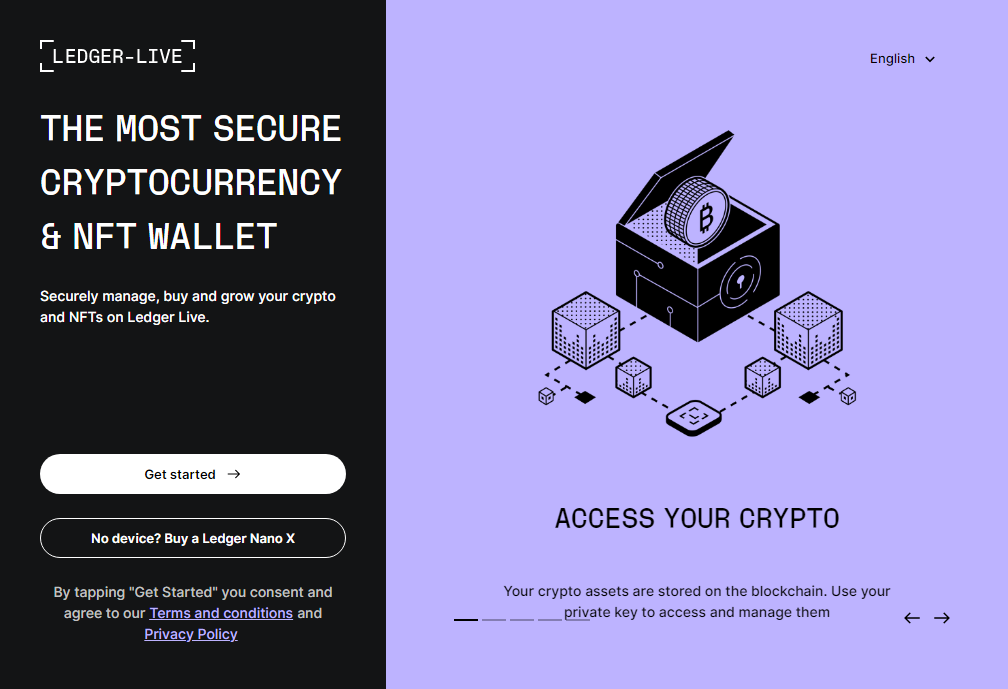 LEDGER-LIVE
THE MOST SECURE
CRYPTOCURRENCY
& NFT WALLET
Securely manage, buy and grow your crypto
and NFTs on Ledger Live.
Get started
No device? Buy a Ledger Nano X
By tapping "Get Started" you consent and
agree to our Terms and conditions and
Privacy Policy
English
ACCESS YOUR CRYPTO
Your crypto assets are stored on the blockchain. Use your
private key to access and manage them